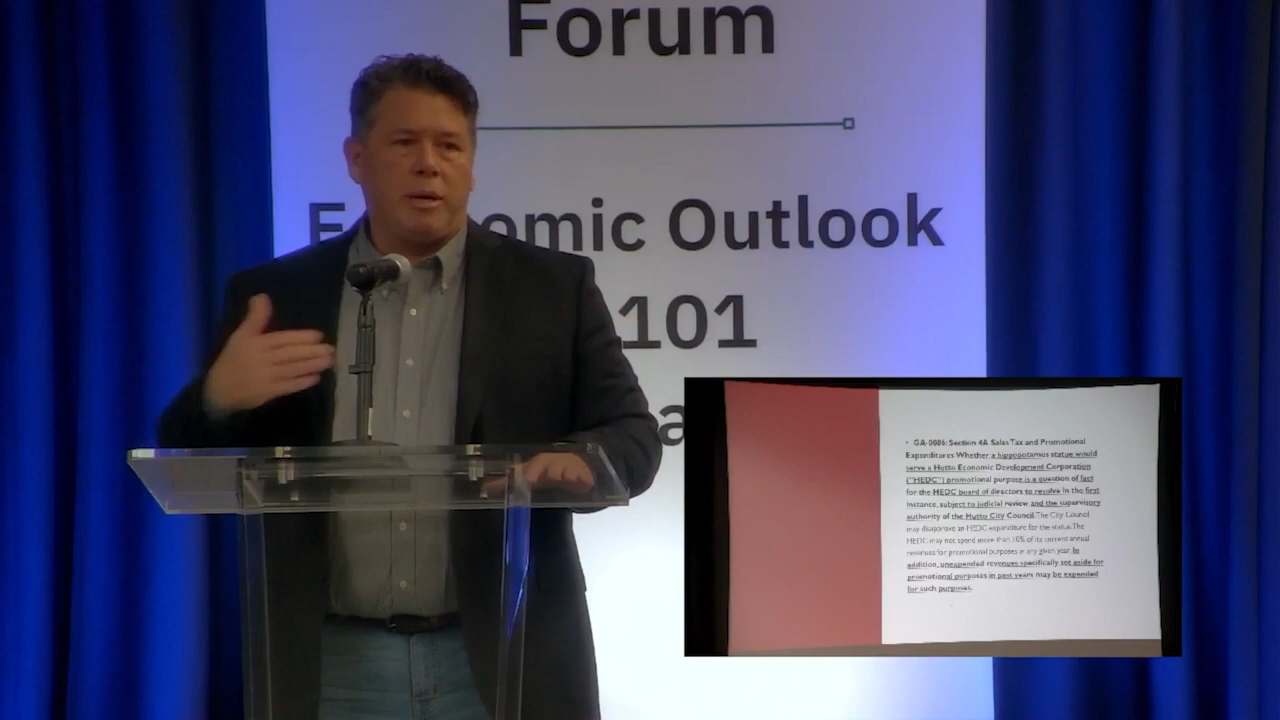 Forum
Economic Outlook
101
a
• GA-0086: Section 4A Sales Tax and Promotional
Expenditures Whether a hippopotamus statue would
serve a Hutto Economic Development Corporation
("HEDC") promotional purpose is a question of fact
for the HEDC board of directors to resolve in the first
instance, subject to judicial review and the supervisory
authority of the Hutto City Council. The City Council
may disapprove an HEDC expenditure for the statue. The
HEDC may not spend more than 10% of its current annual
revenues for promotional purposes in any given year. In
addition, unexpended revenues specifically set aside for
promotional purposes in past years may be expended
for such purposes.